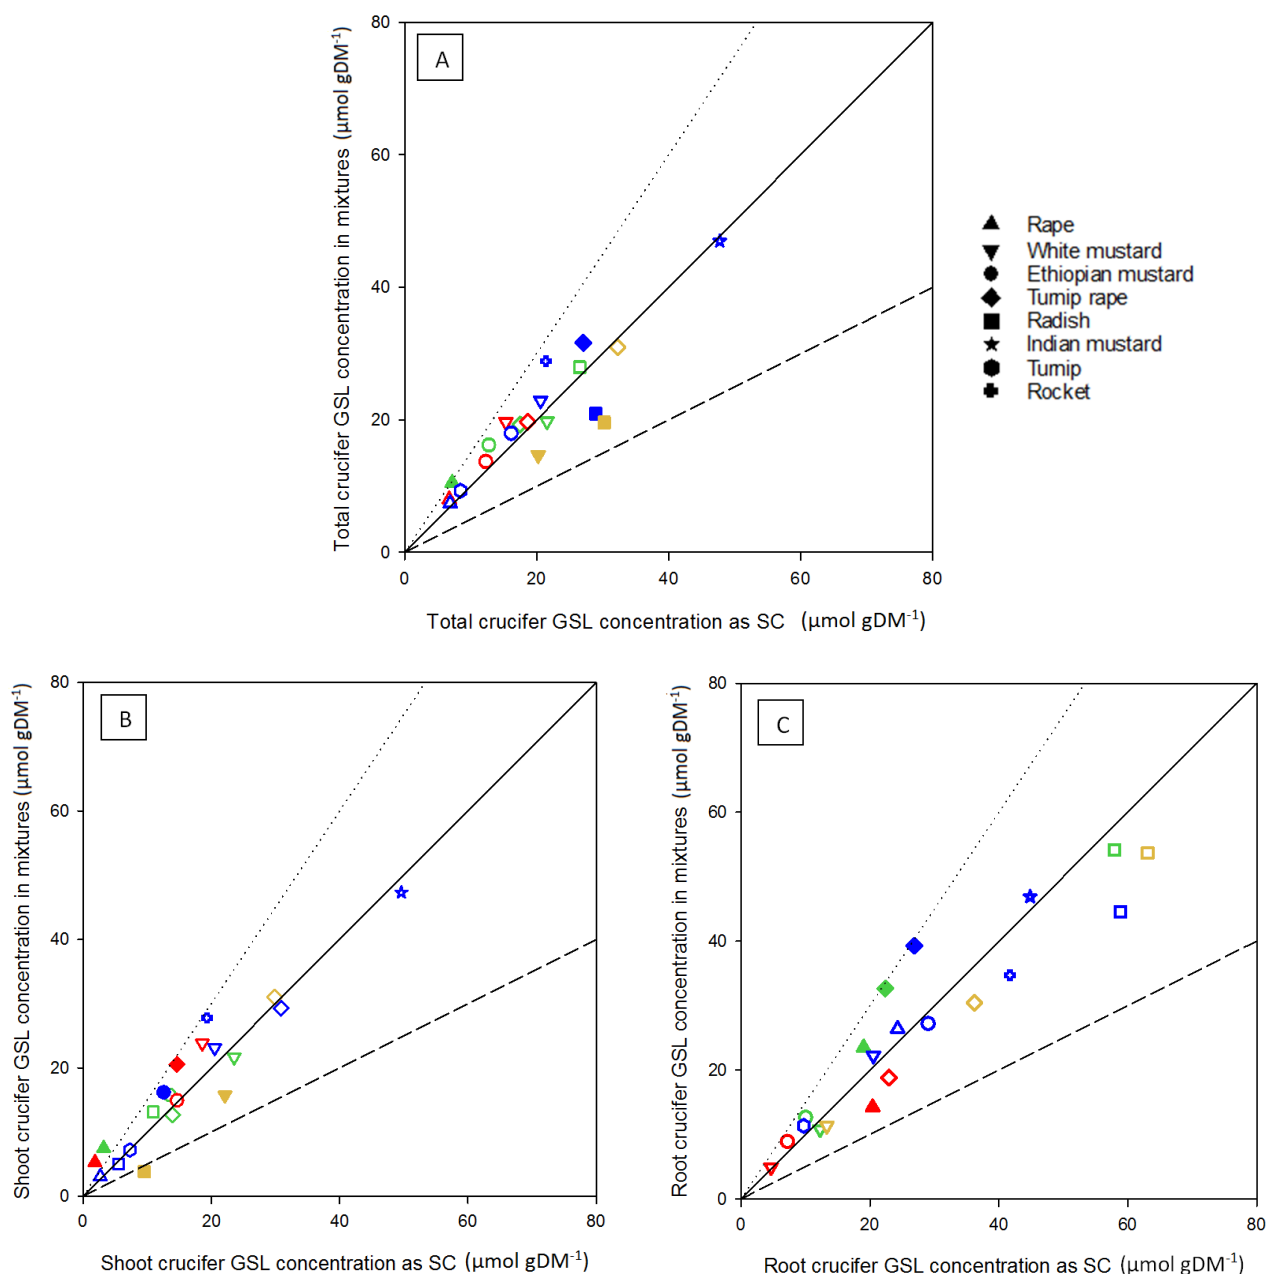 A
Total crucifer GSL concentration in mixtures (µmol gDM-1)
80
60
40
20
0
0 20 40 60 80
Total crucifer GSL concentration as SC (µmol gDM-1)
Rape
White mustard
Ethiopian mustard
Turnip rape
Radish
Indian mustard
Turnip
Rocket
B
Shoot crucifer GSL concentration in mixtures (µmol gDM-1)
80
60
40
20
0
0 20 40 60 80
Shoot crucifer GSL concentration as SC (µmol gDM-1)
C
Root crucifer GSL concentration in mixtures (µmol gDM-1)
80
60
40
20
0
0 20 40 60 80
Root crucifer GSL concentration as SC (µmol gDM-1)